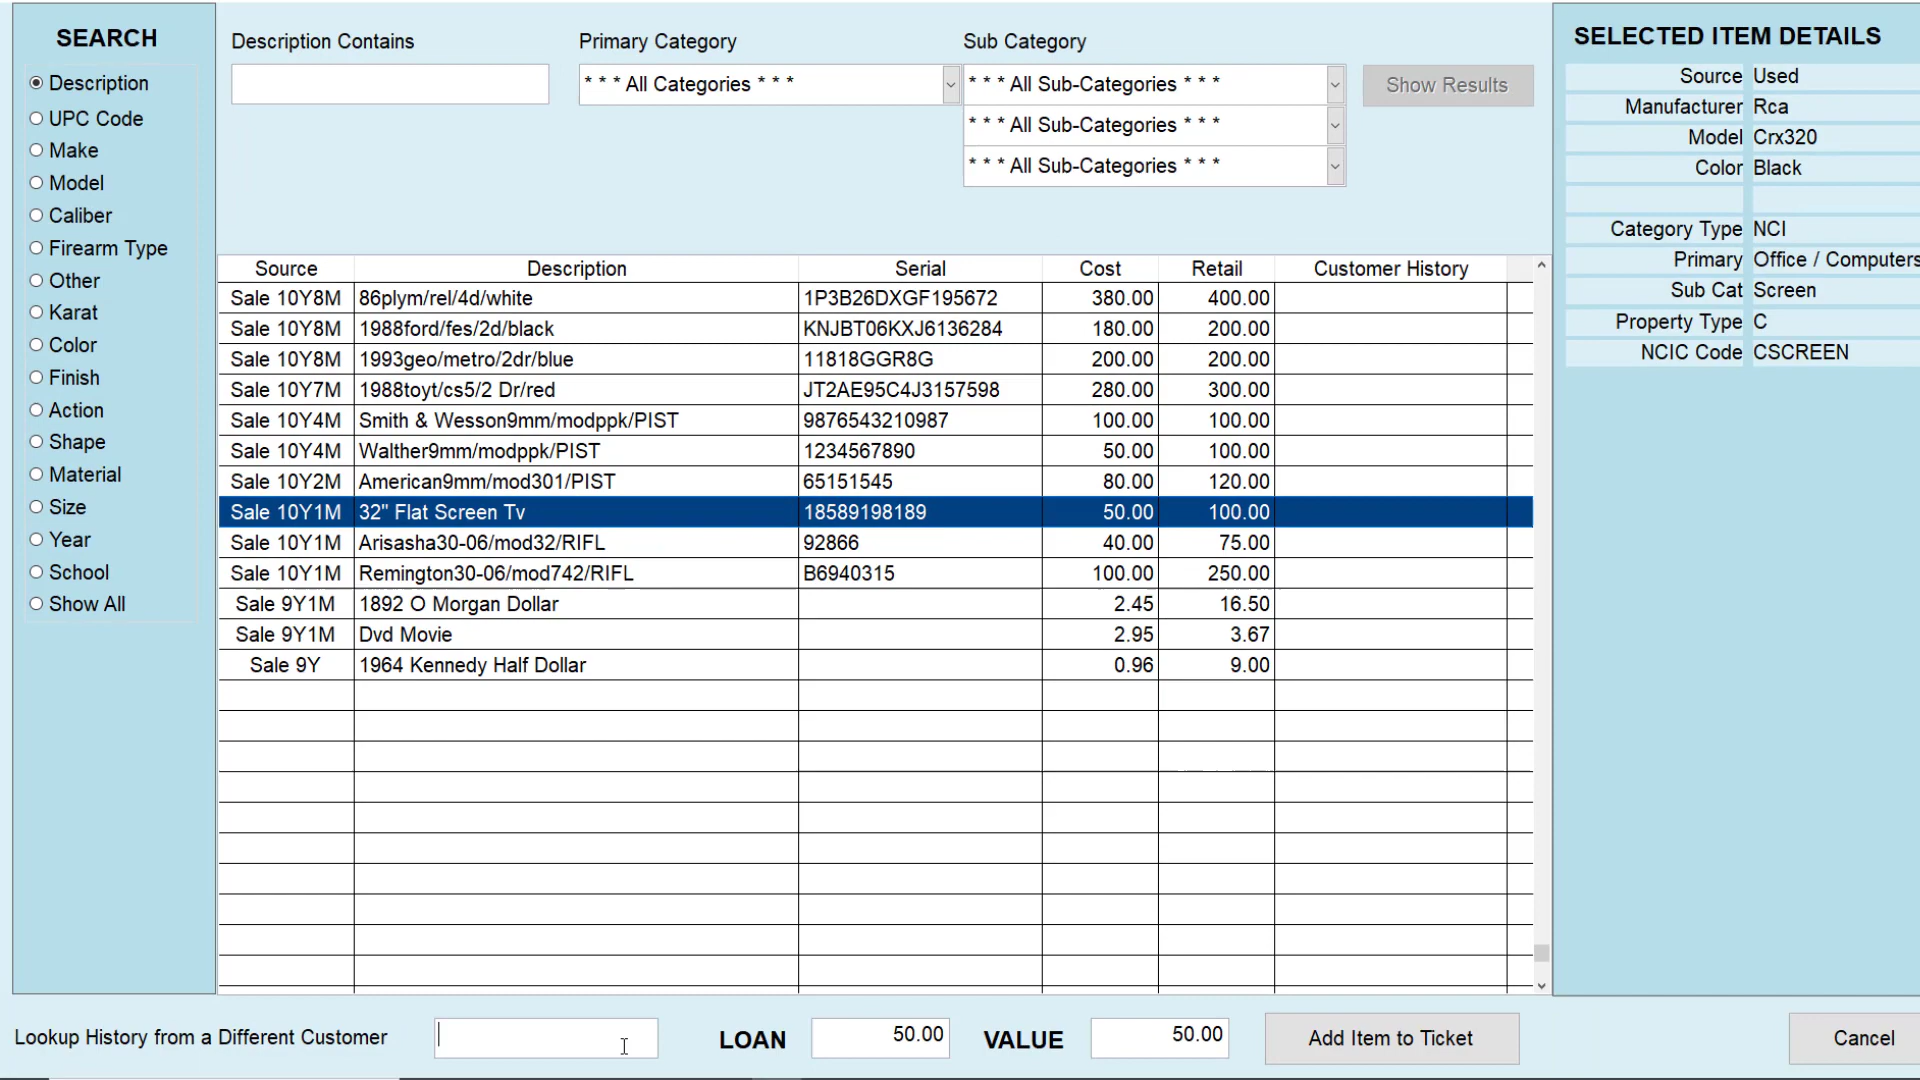 SEARCH
Description
UPC Code
Make
Model
Caliber
Firearm Type
Other
Karat
Color
Finish
Action
Shape
Material
Size
Year
School
Show All
Description Contains
Primary Category
Sub Category
* * * All Categories * * *
* * * All Sub-Categories * * *
* * * All Sub-Categories * * *
* * * All Sub-Categories * * *
Show Results
Source Description Serial Cost Retail Customer History
Sale 10Y8M 86plym/rel/4d/white 1P3B26DXGF195672 380.00 400.00
Sale 10Y8M 1988ford/fes/2d/black KNJBT06KXJ6136284 180.00 200.00
Sale 10Y8M 1993geo/metro/2dr/blue 11818GGR8G 200.00 200.00
Sale 10Y7M 1988toyt/cs5/2 Dr/red JT2AE95C4J3157598 280.00 300.00
Sale 10Y4M Smith & Wesson9mm/modppk/PIST 9876543210987 100.00 100.00
Sale 10Y4M Walther9mm/modppk/PIST 1234567890 50.00 100.00
Sale 10Y2M American9mm/mod301/PIST 65151545 80.00 120.00
Sale 10Y1M 32" Flat Screen Tv 18589198189 50.00 100.00
Sale 10Y1M Arisasha30-06/mod32/RIFL 92866 40.00 75.00
Sale 10Y1M Remington30-06/mod742/RIFL B6940315 100.00 250.00
Sale 9Y1M 1892 O Morgan Dollar 2.45 16.50
Sale 9Y1M Dvd Movie 2.95 3.67
Sale 9Y 1964 Kennedy Half Dollar 0.96 9.00
SELECTED ITEM DETAILS
Source Used
Manufacturer Rca
Model Crx320
Color Black
Category Type NCI
Primary Office / Computers
Sub Cat Screen
Property Type C
NCIC Code CSCREEN
Lookup History from a Different Customer
LOAN 50.00
VALUE 50.00
Add Item to Ticket
Cancel